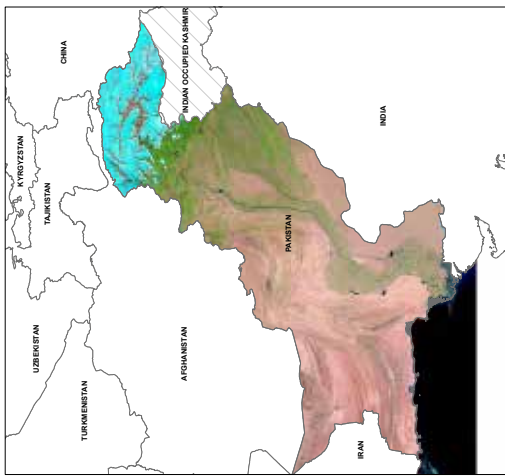 UZBEKISTAN
KYRGYZSTAN
CHINA
TAJIKISTAN
TURKMENISTAN
INDIAN OCCUPIED KASHMIR
AFGHANISTAN
PAKISTAN
INDIA
IRAN